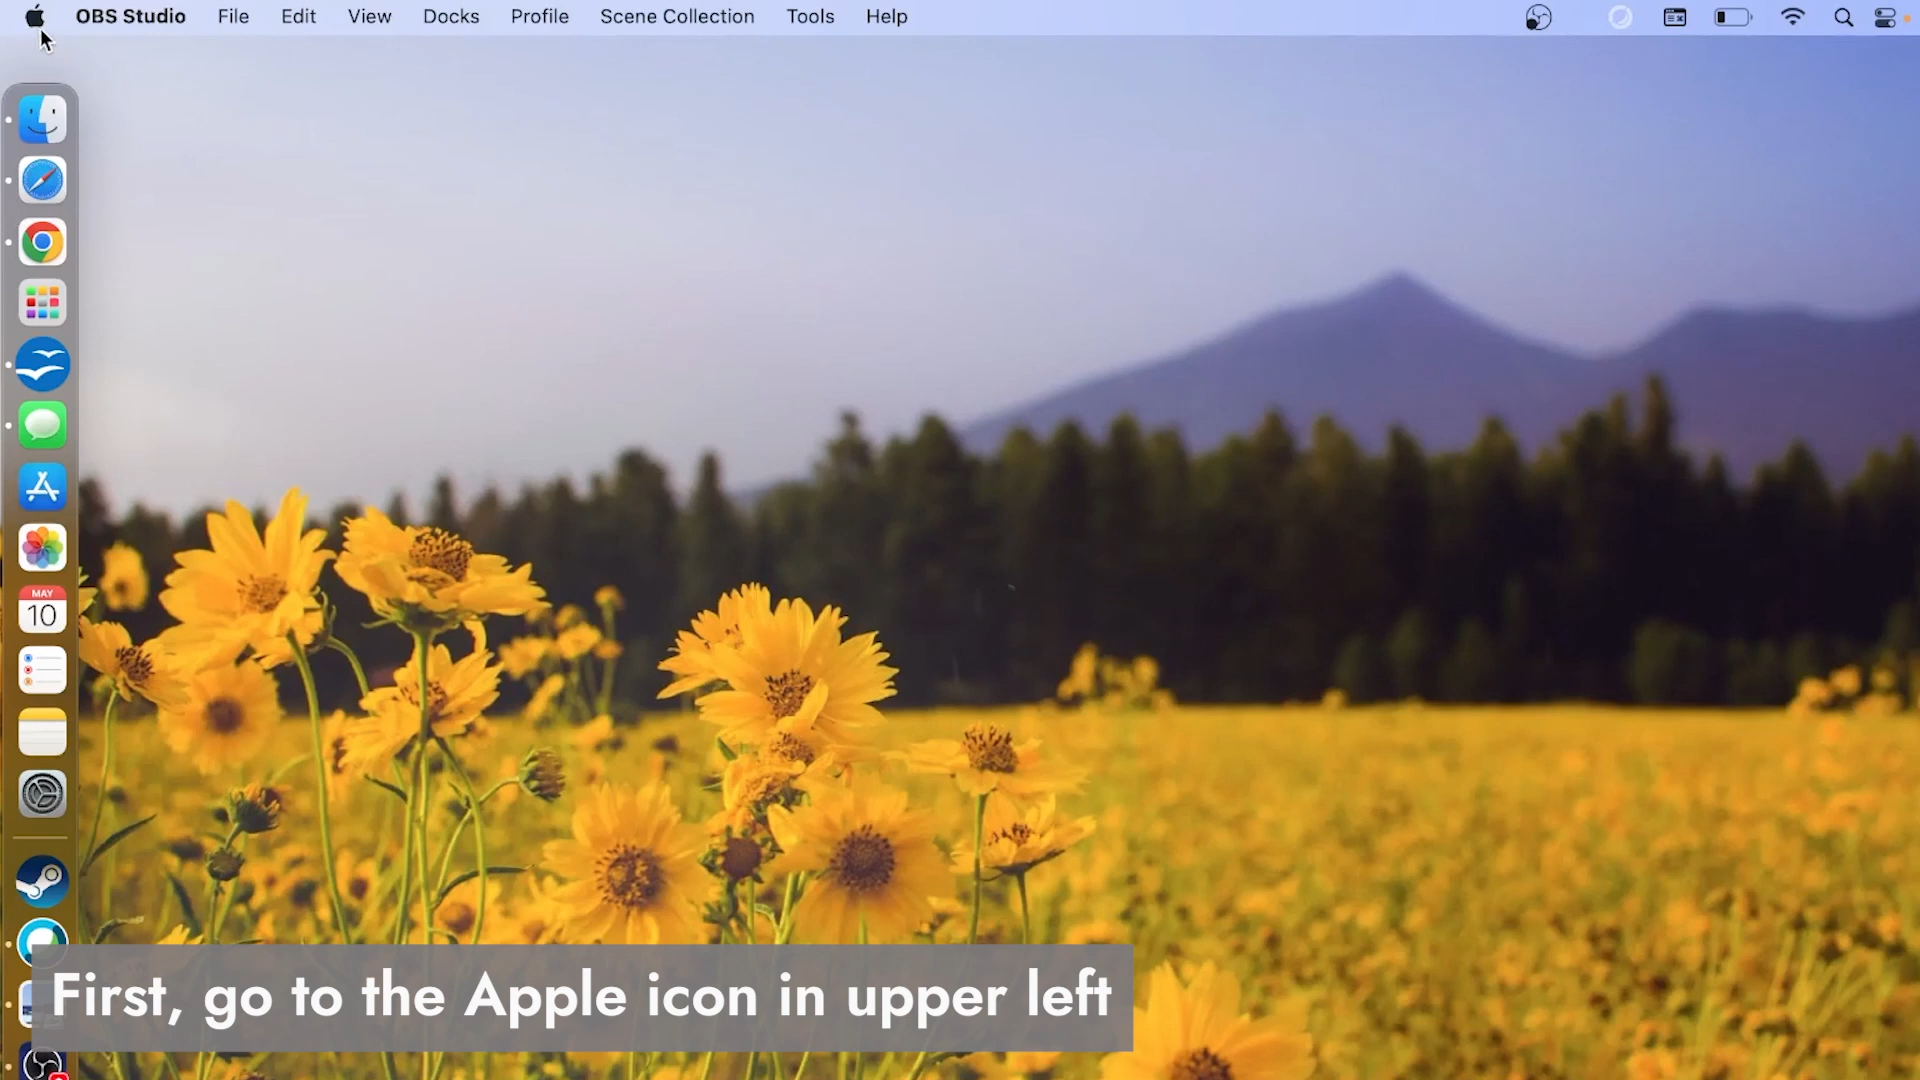 OBS Studio File Edit View Docks Profile Scene Collection Tools Help
MAY
10
First, go to the Apple icon in upper left